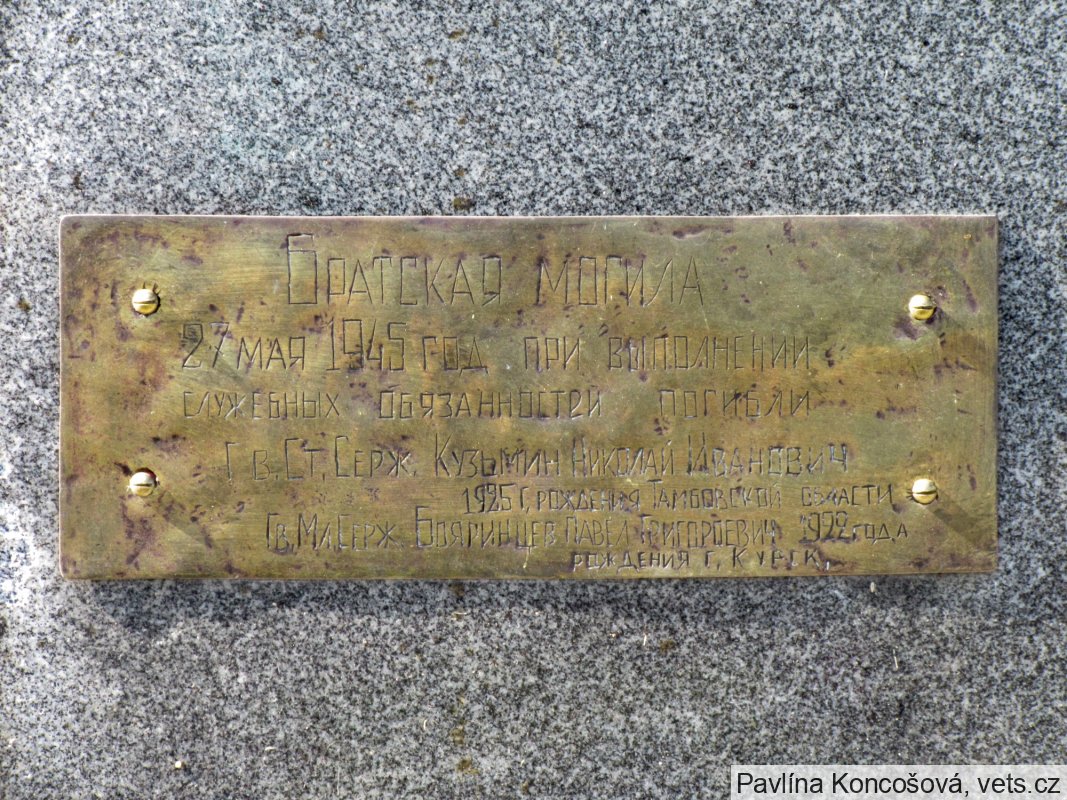 Братская могила
27 мая 1945 год при выполнении
служебных обязанностей погибли
Гв. Ст. Серж. Кузьмин Николай Иванович
1925 г. рождения Тамбовской области
Гв. Мл. Серж. Бояринцев Павел Григорьевич 1922 года
рождения г. Курск.
Pavlína Koncošová, vets.cz